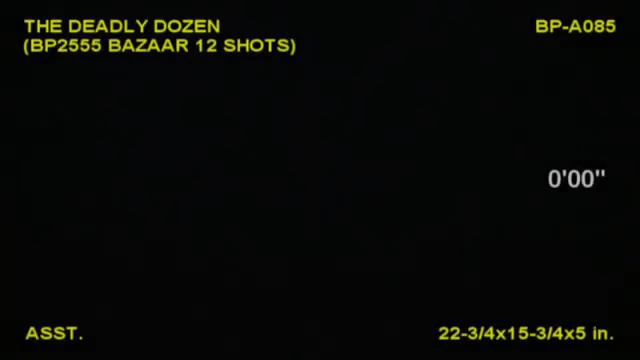 THE DEADLY DOZEN
(BP2555 BAZAAR 12 SHOTS)
BP-A085
0'00"
ASST.
22-3/4x15-3/4x5 in.